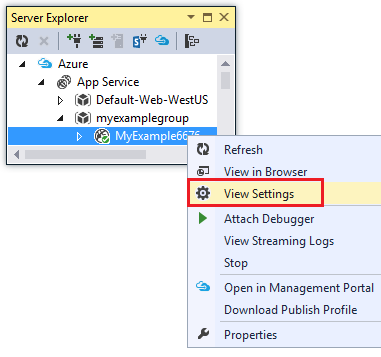 Server Explorer
Azure
App Service
Default-Web-WestUS
myexamplegroup
MyExample6676
Refresh
View in Browser
View Settings
Attach Debugger
View Streaming Logs
Stop
Open in Management Portal
Download Publish Profile
Properties